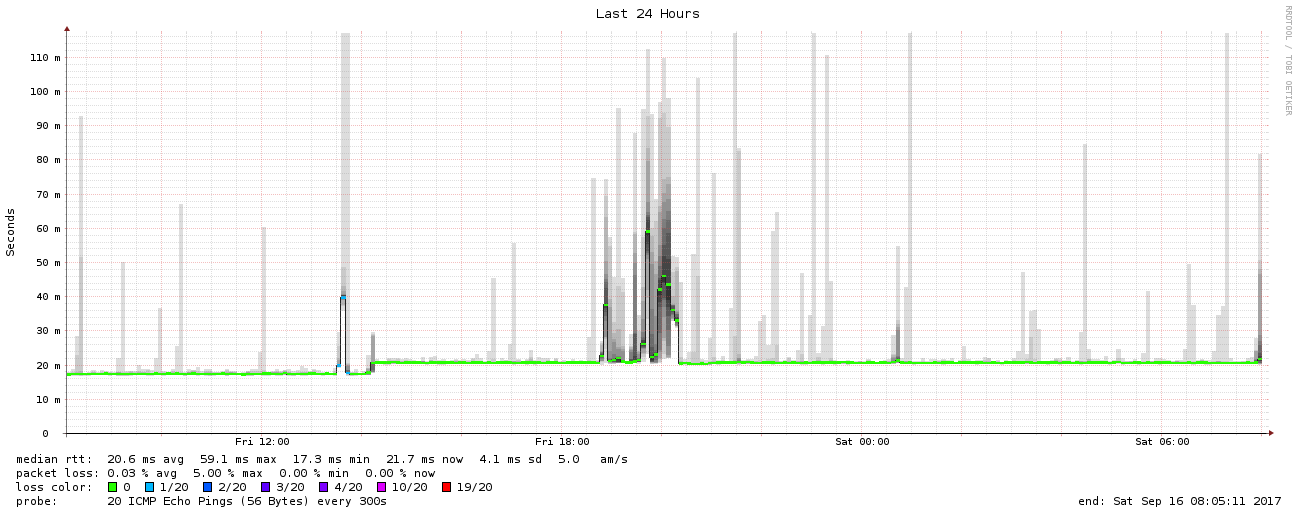 Last 24 Hours
RRDTOOL / TOBI OETIKER
Seconds
110 m
100 m
90 m
80 m
70 m
60 m
50 m
40 m
30 m
20 m
10 m
0
Fri 12:00 Fri 18:00 Sat 00:00 Sat 06:00
median rtt: 20.6 ms avg 59.1 ms max 17.3 ms min 21.7 ms now 4.1 ms sd 5.0 am/s
packet loss: 0.03 % avg 5.00 % max 0.00 % min 0.00 % now
loss color: 0 1/20 2/20 3/20 4/20 10/20 19/20
probe: 20 ICMP Echo Pings (56 Bytes) every 300s end: Sat Sep 16 08:05:11 2017